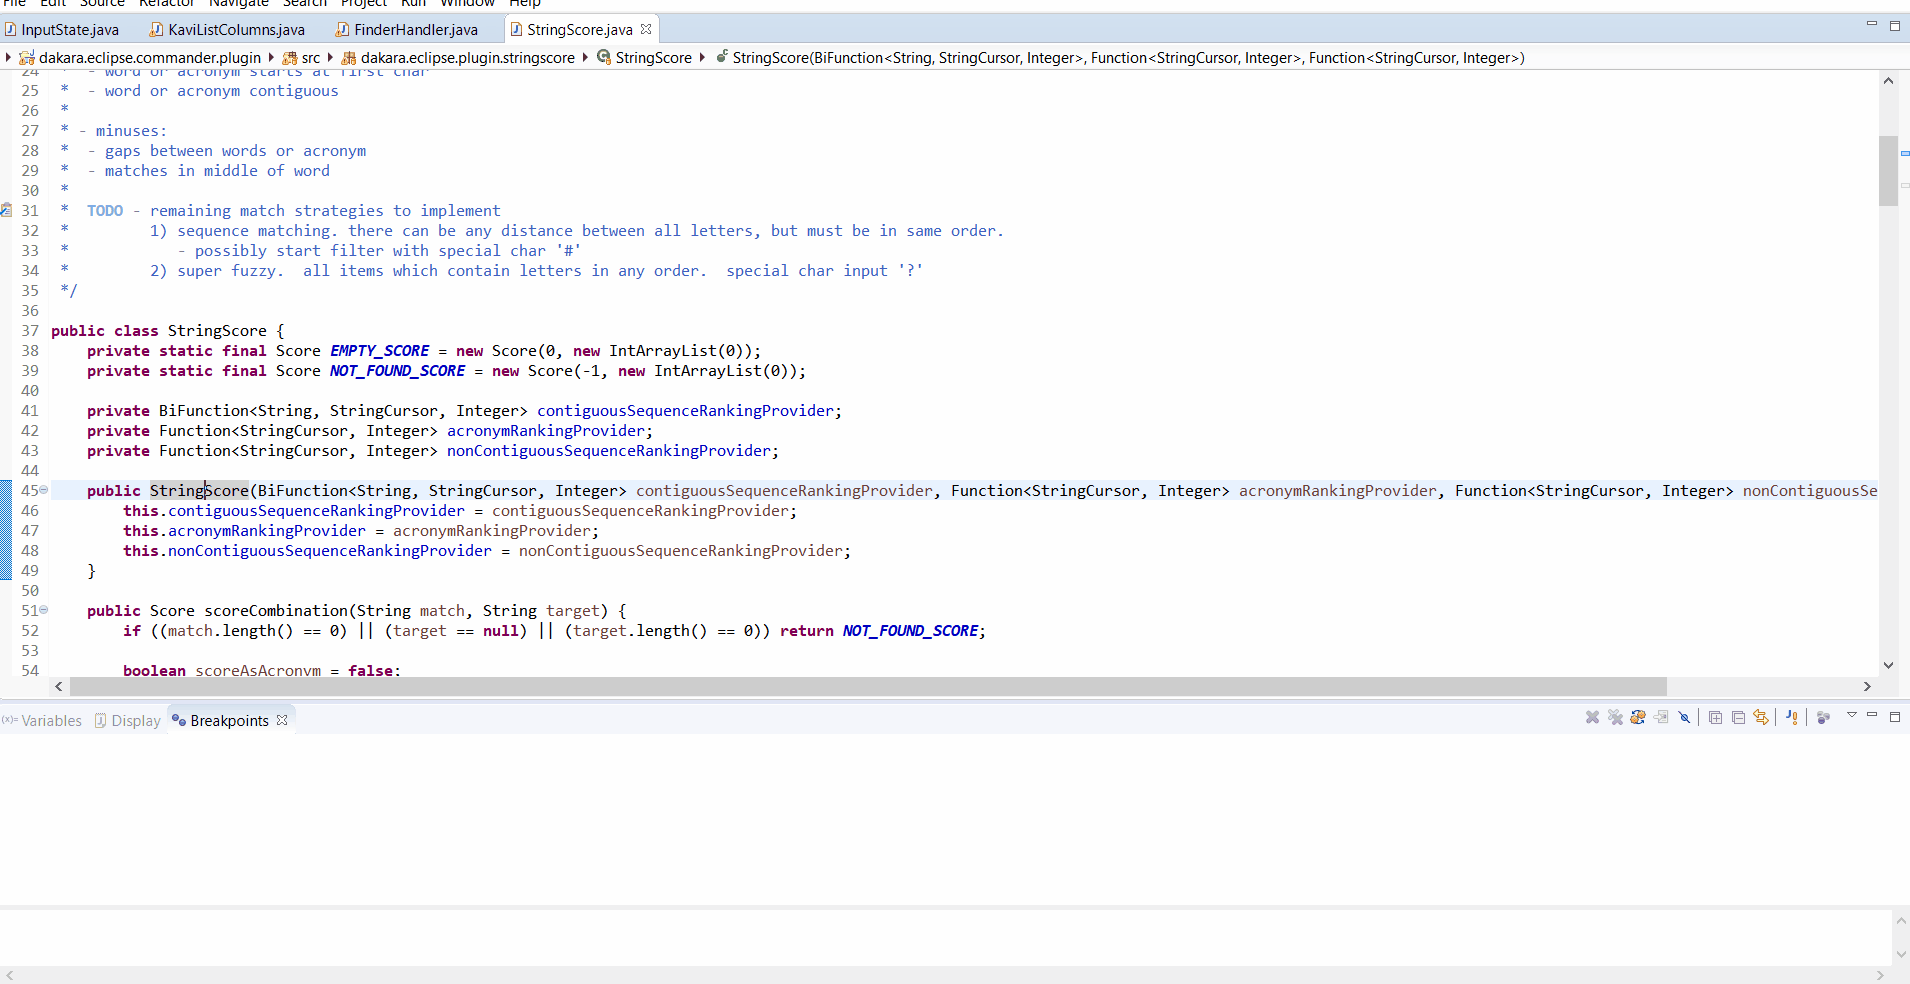 File Edit Source Refactor Navigate Search Project Run Window Help
InputState.java KaviListColumns.java FinderHandler.java StringScore.java
dakara.eclipse.commander.plugin src dakara.eclipse.plugin.stringscore StringScore StringScore(BiFunction<String, StringCursor, Integer>, Function<StringCursor, Integer>, Function<StringCursor, Integer>)
24 * - word or acronym starts at first char
25 * - word or acronym contiguous
26 *
27 * - minuses:
28 * - gaps between words or acronym
29 * - matches in middle of word
30 *
31 * TODO - remaining match strategies to implement
32 * 1) sequence matching. there can be any distance between all letters, but must be in same order.
33 * - possibly start filter with special char '#'
34 * 2) super fuzzy. all items which contain letters in any order. special char input '?'
35 */
36
37 public class StringScore {
38 private static final Score EMPTY_SCORE = new Score(0, new IntArrayList(0));
39 private static final Score NOT_FOUND_SCORE = new Score(-1, new IntArrayList(0));
40
41 private BiFunction<String, StringCursor, Integer> contiguousSequenceRankingProvider;
42 private Function<StringCursor, Integer> acronymRankingProvider;
43 private Function<StringCursor, Integer> nonContiguousSequenceRankingProvider;
44
45 public StringScore(BiFunction<String, StringCursor, Integer> contiguousSequenceRankingProvider, Function<StringCursor, Integer> acronymRankingProvider, Function<StringCursor, Integer> nonContiguousSe
46 this.contiguousSequenceRankingProvider = contiguousSequenceRankingProvider;
47 this.acronymRankingProvider = acronymRankingProvider;
48 this.nonContiguousSequenceRankingProvider = nonContiguousSequenceRankingProvider;
49 }
50
51 public Score scoreCombination(String match, String target) {
52 if ((match.length() == 0) || (target == null) || (target.length() == 0)) return NOT_FOUND_SCORE;
53
54 boolean scoreAsAcronym = false;
(x)= Variables Display Breakpoints